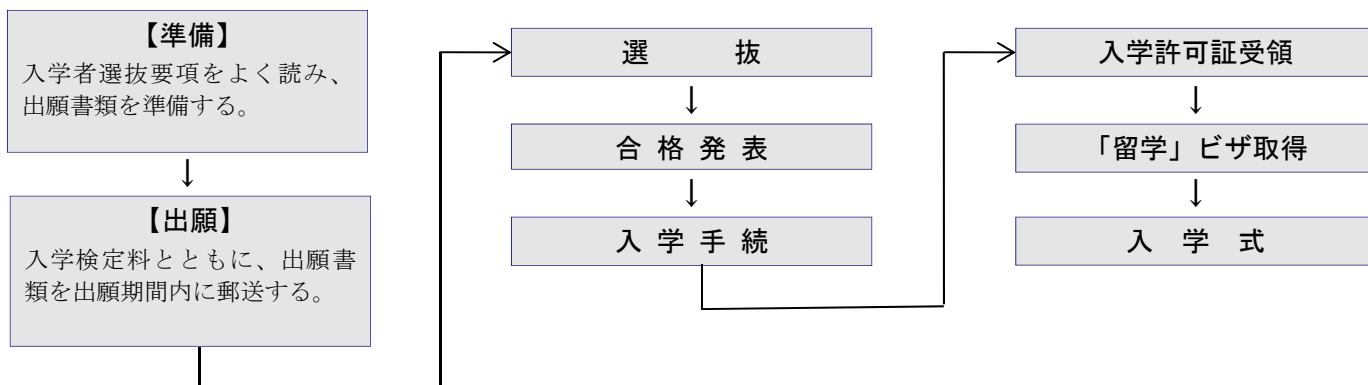 【準備】
入学者選抜要項をよく読み、
出願書類を準備する。
↓
【出願】
入学検定料とともに、出願書
類を出願期間内に郵送する。
選　　抜
↓
合 格 発 表
↓
入 学 手 続
入学許可証受領
↓
「留学」ビザ取得
↓
入　学　式